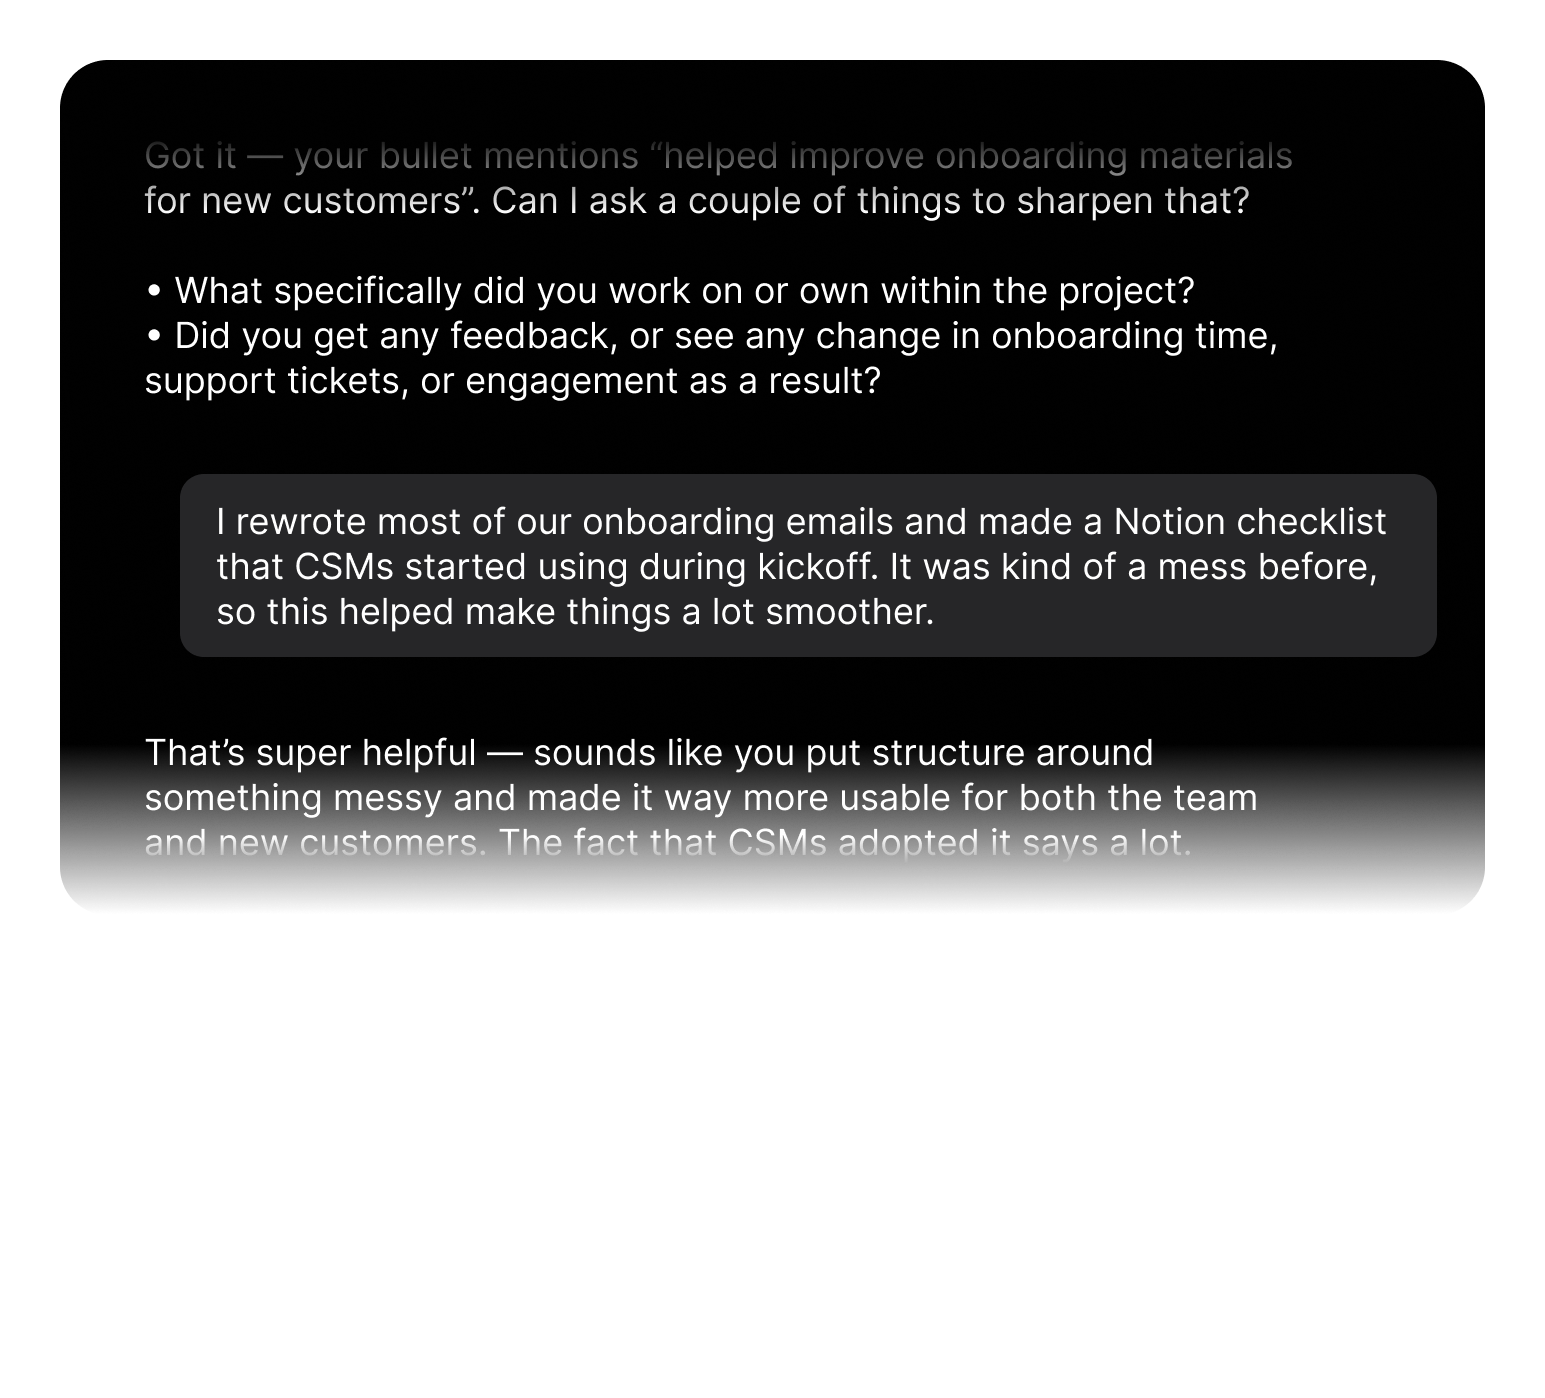 Got it — your bullet mentions “helped improve onboarding materials
for new customers”. Can I ask a couple of things to sharpen that?
• What specifically did you work on or own within the project?
• Did you get any feedback, or see any change in onboarding time,
support tickets, or engagement as a result?
I rewrote most of our onboarding emails and made a Notion checklist
that CSMs started using during kickoff. It was kind of a mess before,
so this helped make things a lot smoother.
That’s super helpful — sounds like you put structure around
something messy and made it way more usable for both the team
and new customers. The fact that CSMs adopted it says a lot.